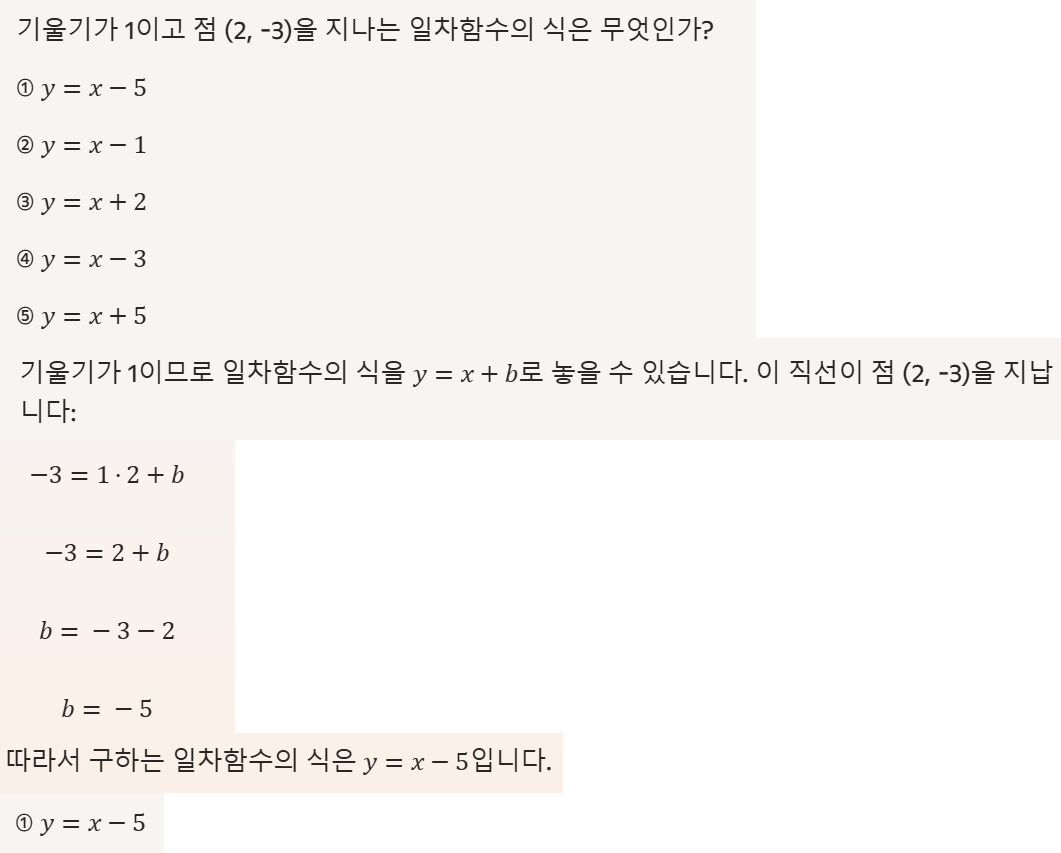 기울기가 1이고 점 (2, -3)을 지나는 일차함수의 식은 무엇인가?
① y = x − 5
② y = x − 1
③ y = x + 2
④ y = x − 3
⑤ y = x + 5
기울기가 1이므로 일차함수의 식을 y = x + b로 놓을 수 있습니다. 이 직선이 점 (2, -3)을 지납
니다:
−3 = 1 · 2 + b
−3 = 2 + b
b = − 3 − 2
b = − 5
따라서 구하는 일차함수의 식은 y = x − 5입니다.
① y = x − 5